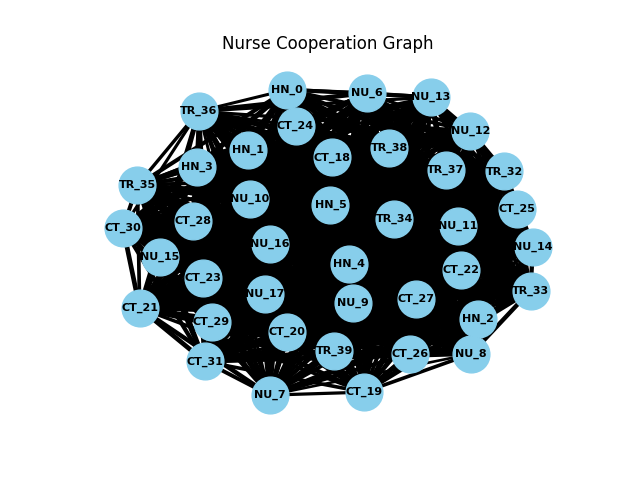 Nurse Cooperation Graph
HN_0
NU_6
NU_13
TR_36
CT_24
NU_12
HN_1
CT_18
TR_38
HN_3
TR_37
TR_32
TR_35
NU_10
HN_5
CT_25
CT_30
CT_28
TR_34
NU_11
NU_15
NU_16
NU_14
CT_23
HN_4
CT_22
TR_33
CT_21
NU_17
NU_9
CT_27
CT_29
CT_20
HN_2
CT_31
TR_39
CT_26
NU_8
NU_7
CT_19